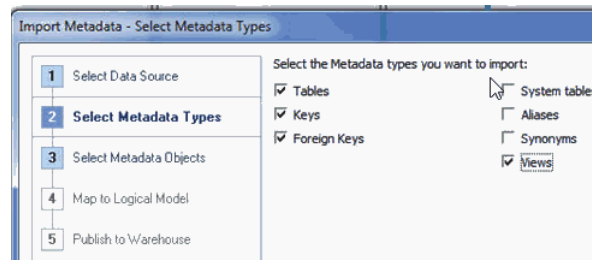 Import Metadata - Select Metadata Types
1 Select Data Source
2 Select Metadata Types
3 Select Metadata Objects
4 Map to Logical Model
5 Publish to Warehouse
Select the Metadata types you want to import:
Tables
Keys
Foreign Keys
System table
Aliases
Synonyms
Views